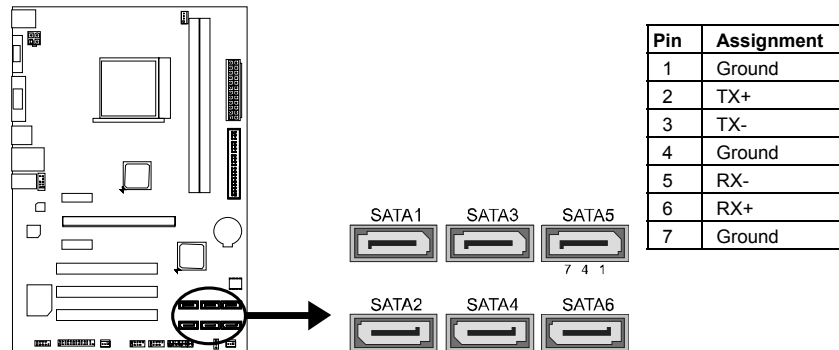 Pin Assignment
1 Ground
2 TX+
3 TX-
4 Ground
5 RX-
6 RX+
7 Ground
SATA1 SATA3 SATA5
7 4 1
SATA2 SATA4 SATA6